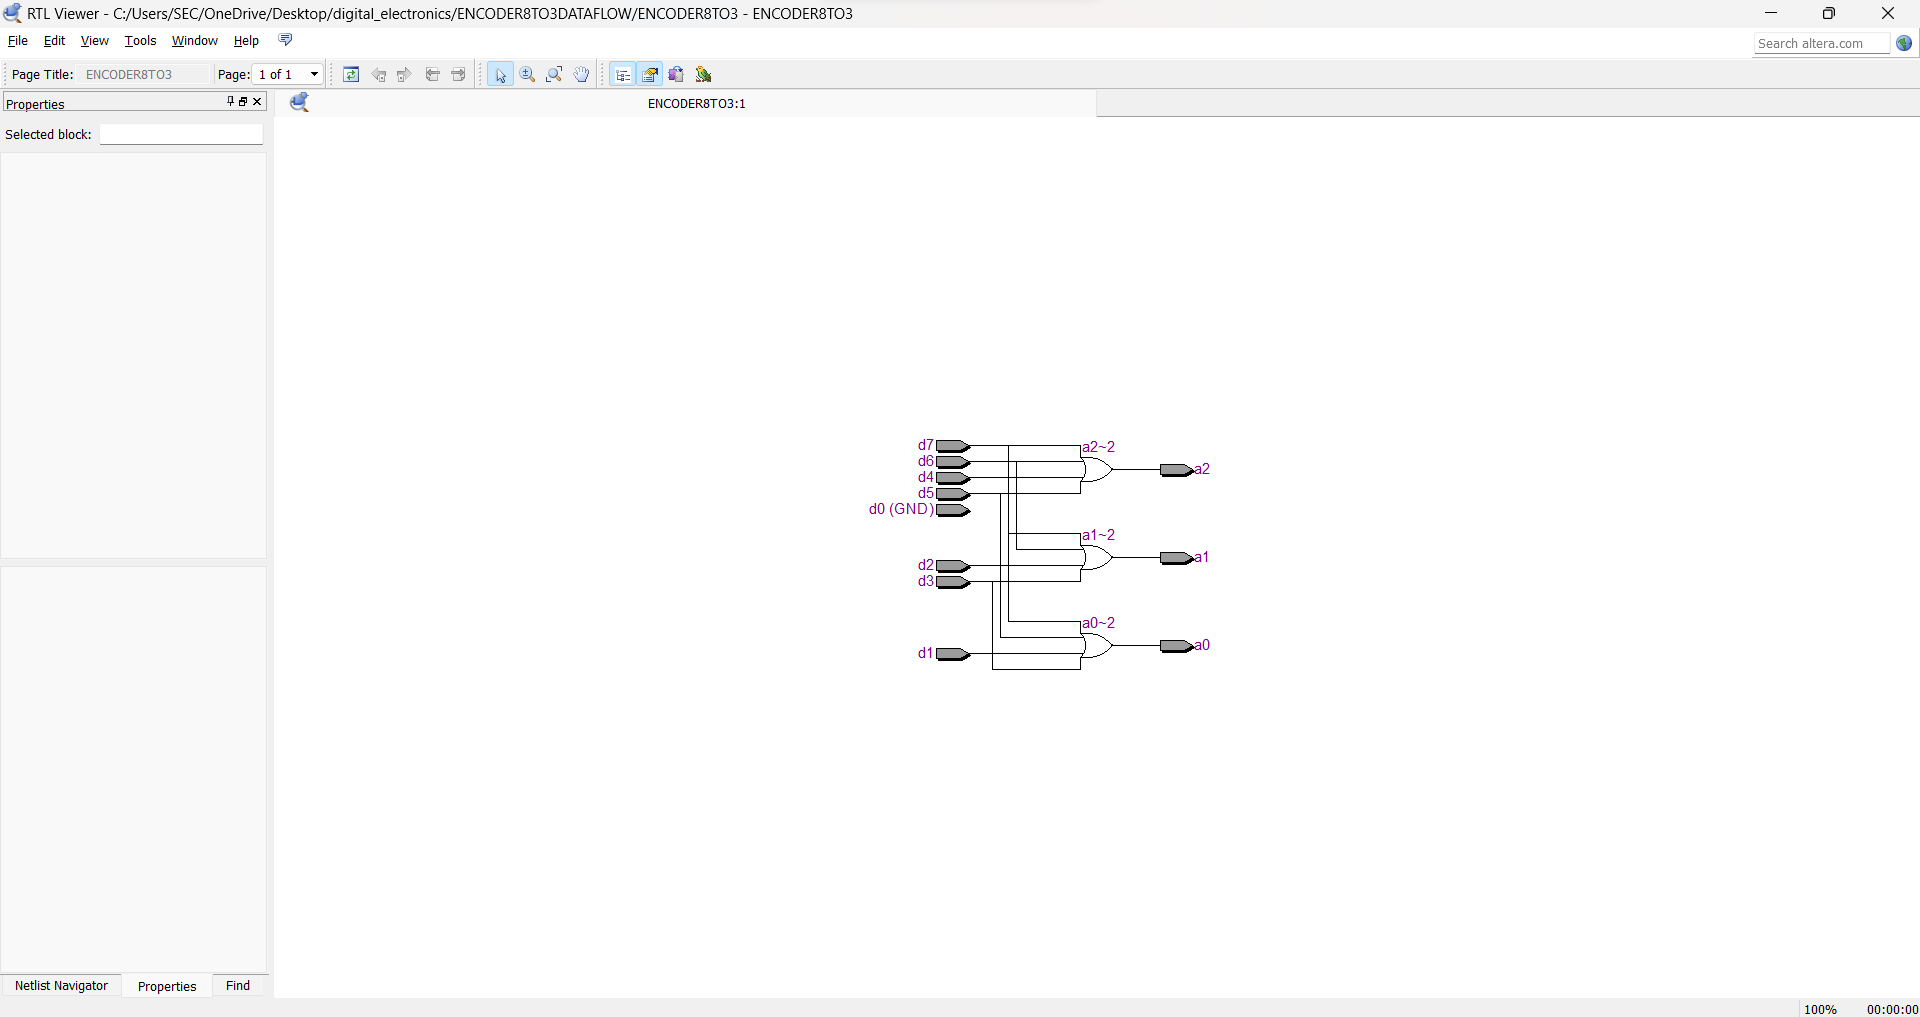 RTL Viewer - C:/Users/SEC/OneDrive/Desktop/digital_electronics/ENCODER8TO3DATAFLOW/ENCODER8TO3 - ENCODER8TO3
File Edit View Tools Window Help
Search altera.com
Page Title: ENCODER8TO3 Page: 1 of 1
Properties
ENCODER8TO3:1
Selected block:
d7
a2~2
d6
a2
d4
d5
d0 (GND)
a1~2
a1
d2
d3
a0~2
a0
d1
Netlist Navigator Properties Find
100% 00:00:00